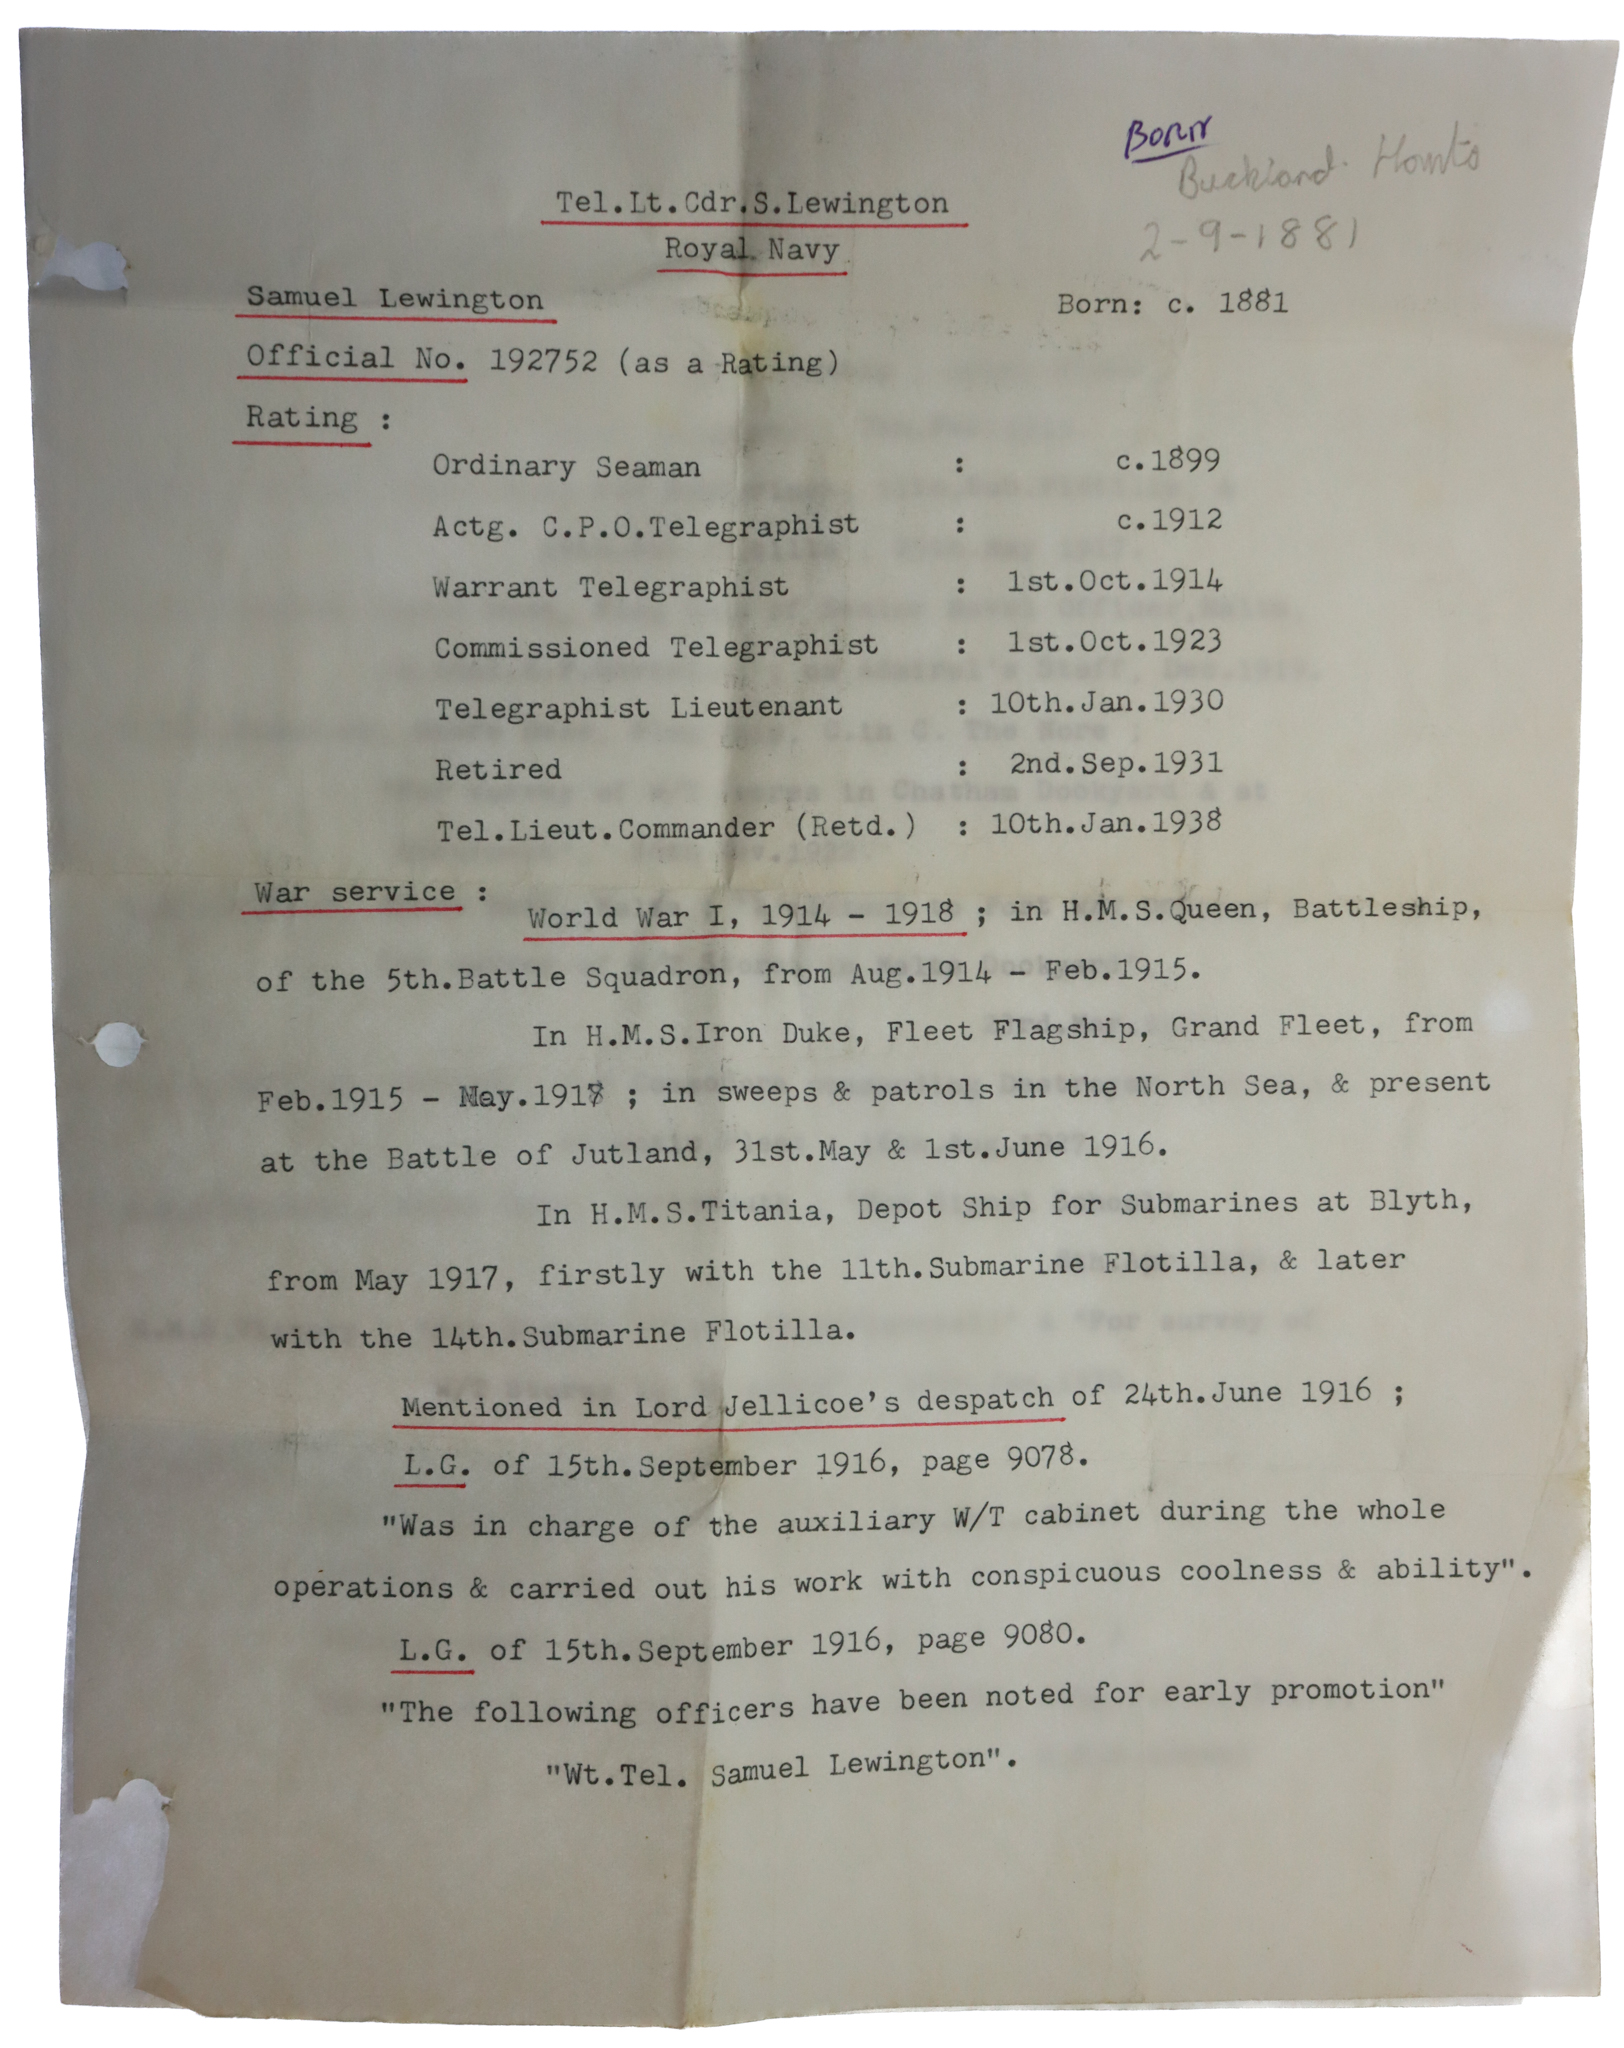 Born
Buckland. Hants
2-9-1881
Tel.Lt.Cdr.S.Lewington
Royal Navy
Samuel Lewington Born: c. 1881
Official No. 192752 (as a Rating)
Rating :
Ordinary Seaman : c.1899
Actg. C.P.O.Telegraphist : c.1912
Warrant Telegraphist : 1st.Oct.1914
Commissioned Telegraphist : 1st.Oct.1923
Telegraphist Lieutenant : 10th.Jan.1930
Retired : 2nd.Sep.1931
Tel.Lieut.Commander (Retd.) : 10th.Jan.1938
War service :
World War I, 1914 - 1918 ; in H.M.S.Queen, Battleship,
of the 5th.Battle Squadron, from Aug.1914 - Feb.1915.
In H.M.S.Iron Duke, Fleet Flagship, Grand Fleet, from
Feb.1915 - May.1917 ; in sweeps & patrols in the North Sea, & present
at the Battle of Jutland, 31st.May & 1st.June 1916.
In H.M.S.Titania, Depot Ship for Submarines at Blyth,
from May 1917, firstly with the 11th.Submarine Flotilla, & later
with the 14th.Submarine Flotilla.
Mentioned in Lord Jellicoe's despatch of 24th.June 1916 ;
L.G. of 15th.September 1916, page 9078.
"Was in charge of the auxiliary W/T cabinet during the whole
operations & carried out his work with conspicuous coolness & ability".
L.G. of 15th.September 1916, page 9080.
"The following officers have been noted for early promotion"
"Wt.Tel. Samuel Lewington".